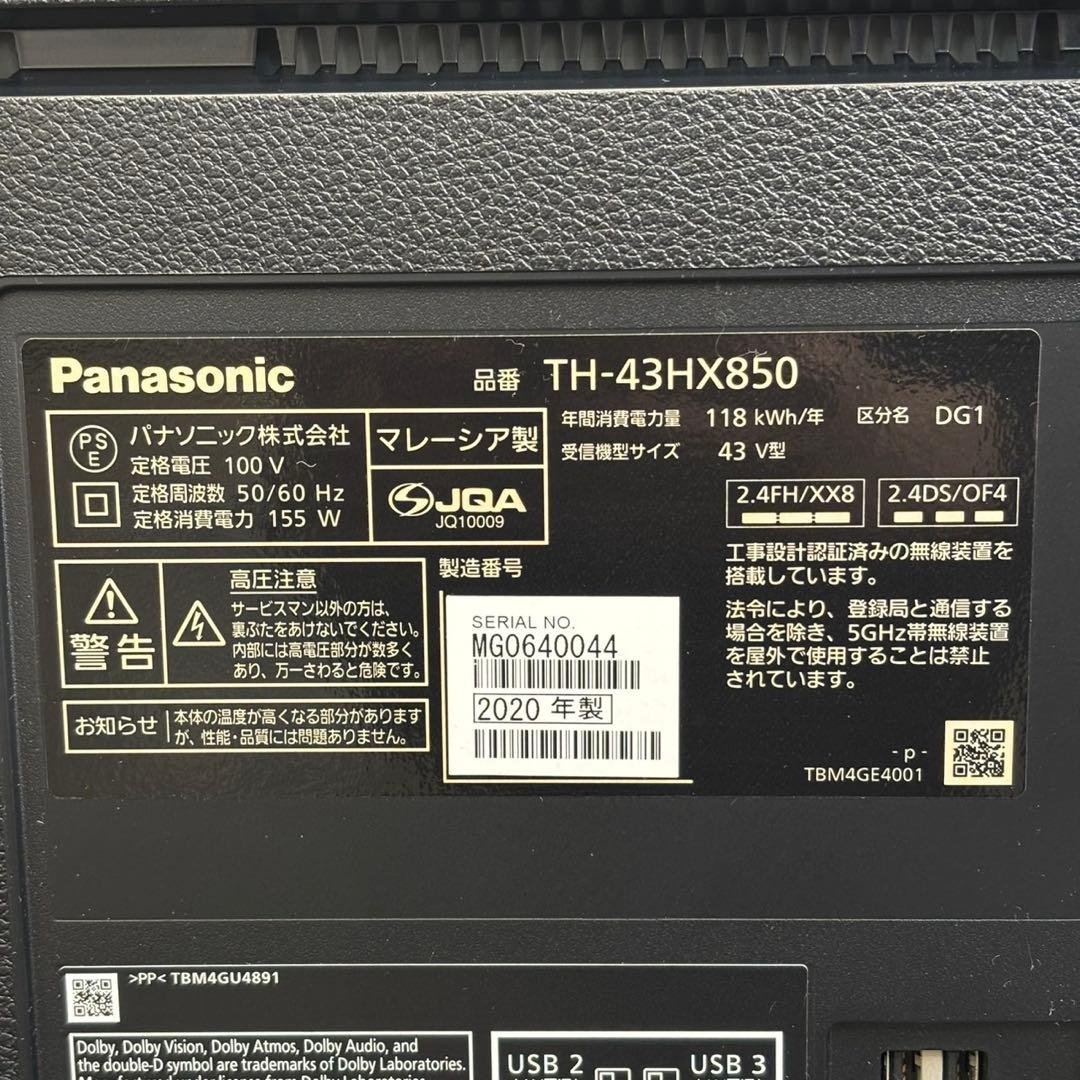 Panasonic
品番 TH-43HX850
年間消費電力量 118 kWh/年 区分名 DG1
受信機型サイズ 43 V型
PSE
パナソニック株式会社
定格電圧 100 V ～
定格周波数 50/60 Hz
定格消費電力 155 W
マレーシア製
JQA
JQ10009
2.4FH/XX8
2.4DS/OF4
工事設計認証済みの無線装置を
搭載しています。
法令により、登録局と通信する
場合を除き、5GHz帯無線装置
を屋外で使用することは禁止
されています。
警告
高圧注意
サービスマン以外の方は、
裏ぶたをあけないでください。
内部には高電圧部分が数多く
あり、万一さわると危険です。
お知らせ
本体の温度が高くなる部分があります
が、性能・品質には問題ありません。
製造番号
SERIAL NO.
MG0640044
2020 年製
- p -
TBM4GE4001
>PP< TBM4GU4891
Dolby, Dolby Vision, Dolby Atmos, Dolby Audio, and
the double-D symbol are trademarks of Dolby Laboratories.
USB 2
USB 3